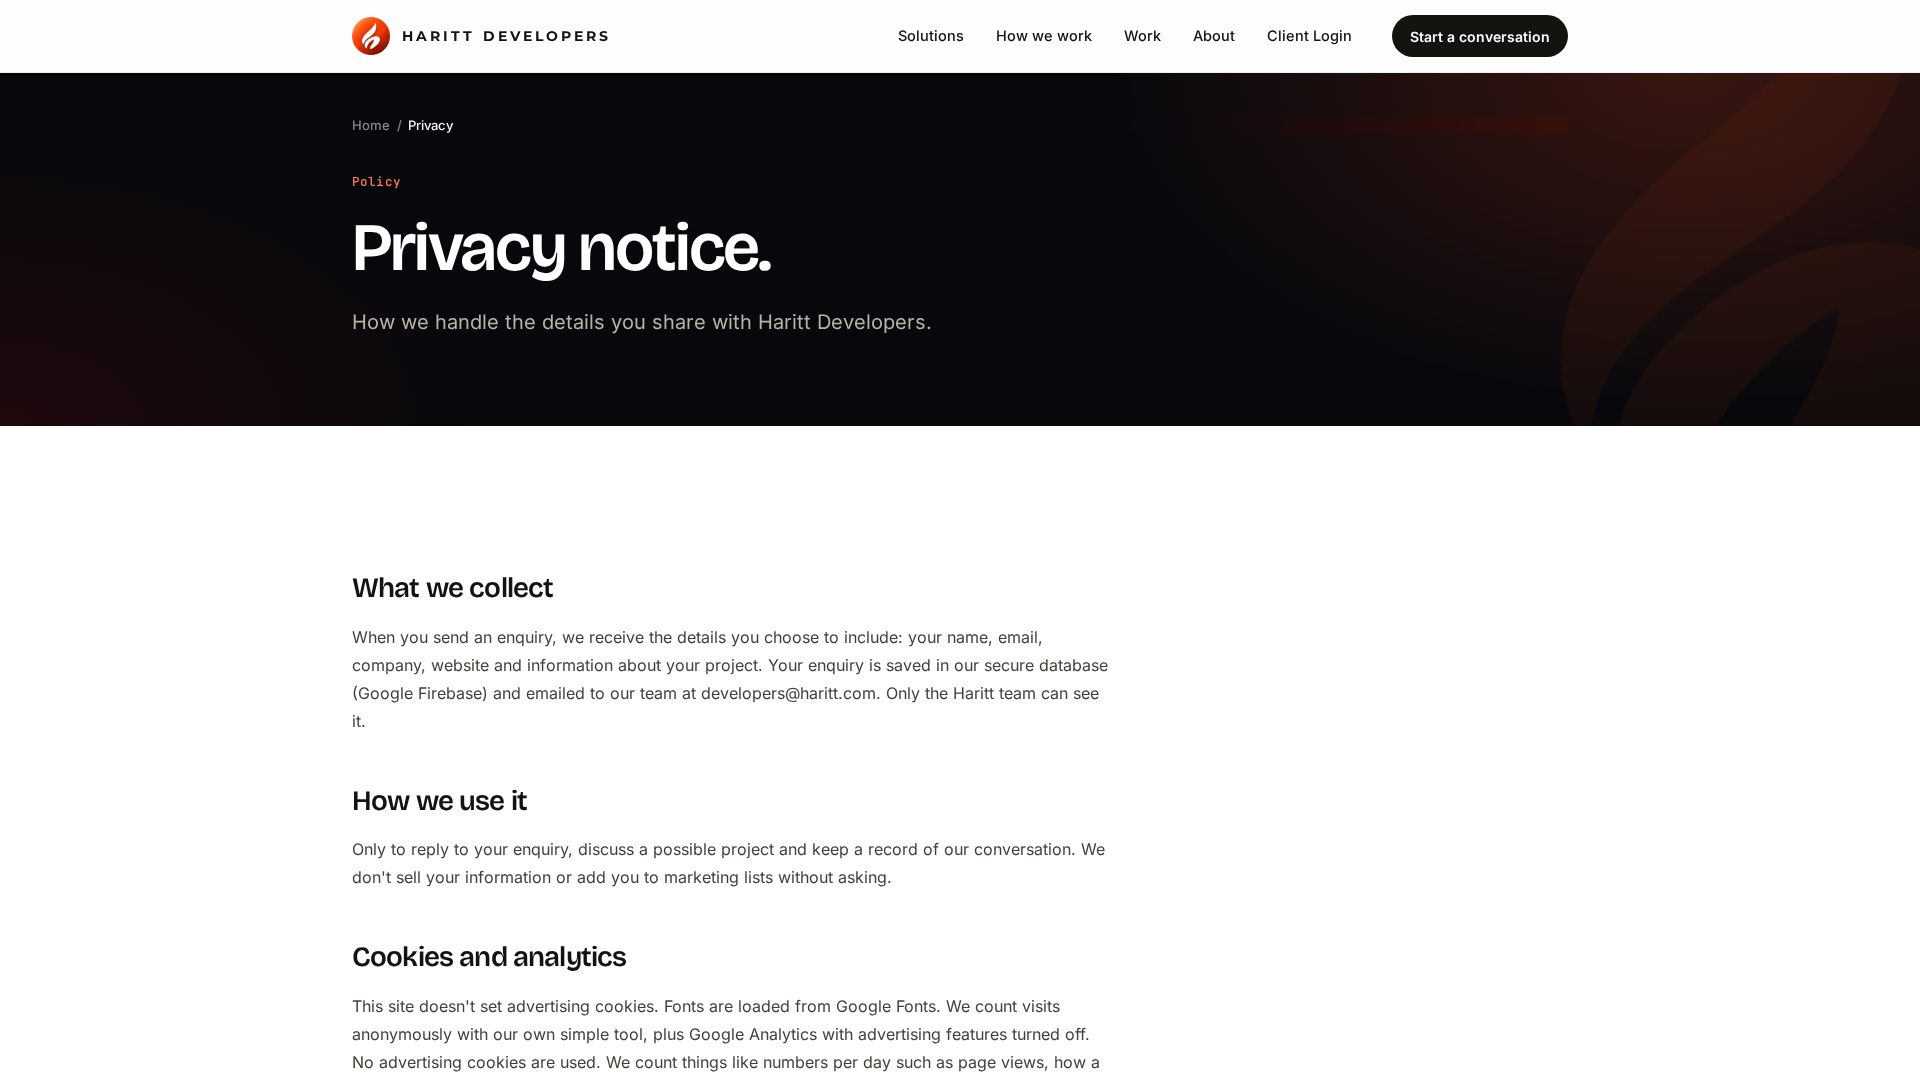 HARITT DEVELOPERS
Solutions
How we work
Work
About
Client Login
Start a conversation
Home / Privacy
Policy
Privacy notice.
How we handle the details you share with Haritt Developers.
What we collect
When you send an enquiry, we receive the details you choose to include: your name, email,
company, website and information about your project. Your enquiry is saved in our secure database
(Google Firebase) and emailed to our team at developers@haritt.com. Only the Haritt team can see
it.
How we use it
Only to reply to your enquiry, discuss a possible project and keep a record of our conversation. We
don't sell your information or add you to marketing lists without asking.
Cookies and analytics
This site doesn't set advertising cookies. Fonts are loaded from Google Fonts. We count visits
anonymously with our own simple tool, plus Google Analytics with advertising features turned off.
No advertising cookies are used. We count things like numbers per day such as page views, how a